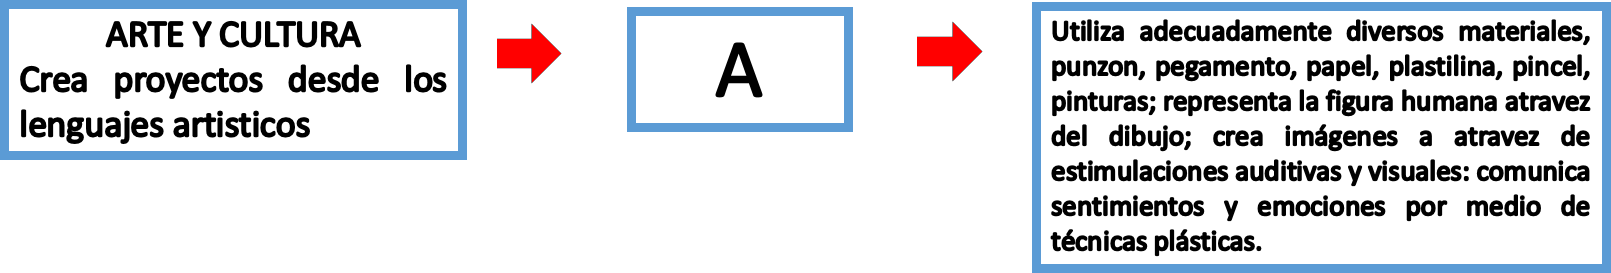 ARTE Y CULTURA
Crea proyectos desde los
lenguajes artisticos
A
Utiliza adecuadamente diversos materiales,
punzon, pegamento, papel, plastilina, pincel,
pinturas; representa la figura humana atravez
del dibujo; crea imágenes a atravez de
estimulaciones auditivas y visuales: comunica
sentimientos y emociones por medio de
técnicas plásticas.